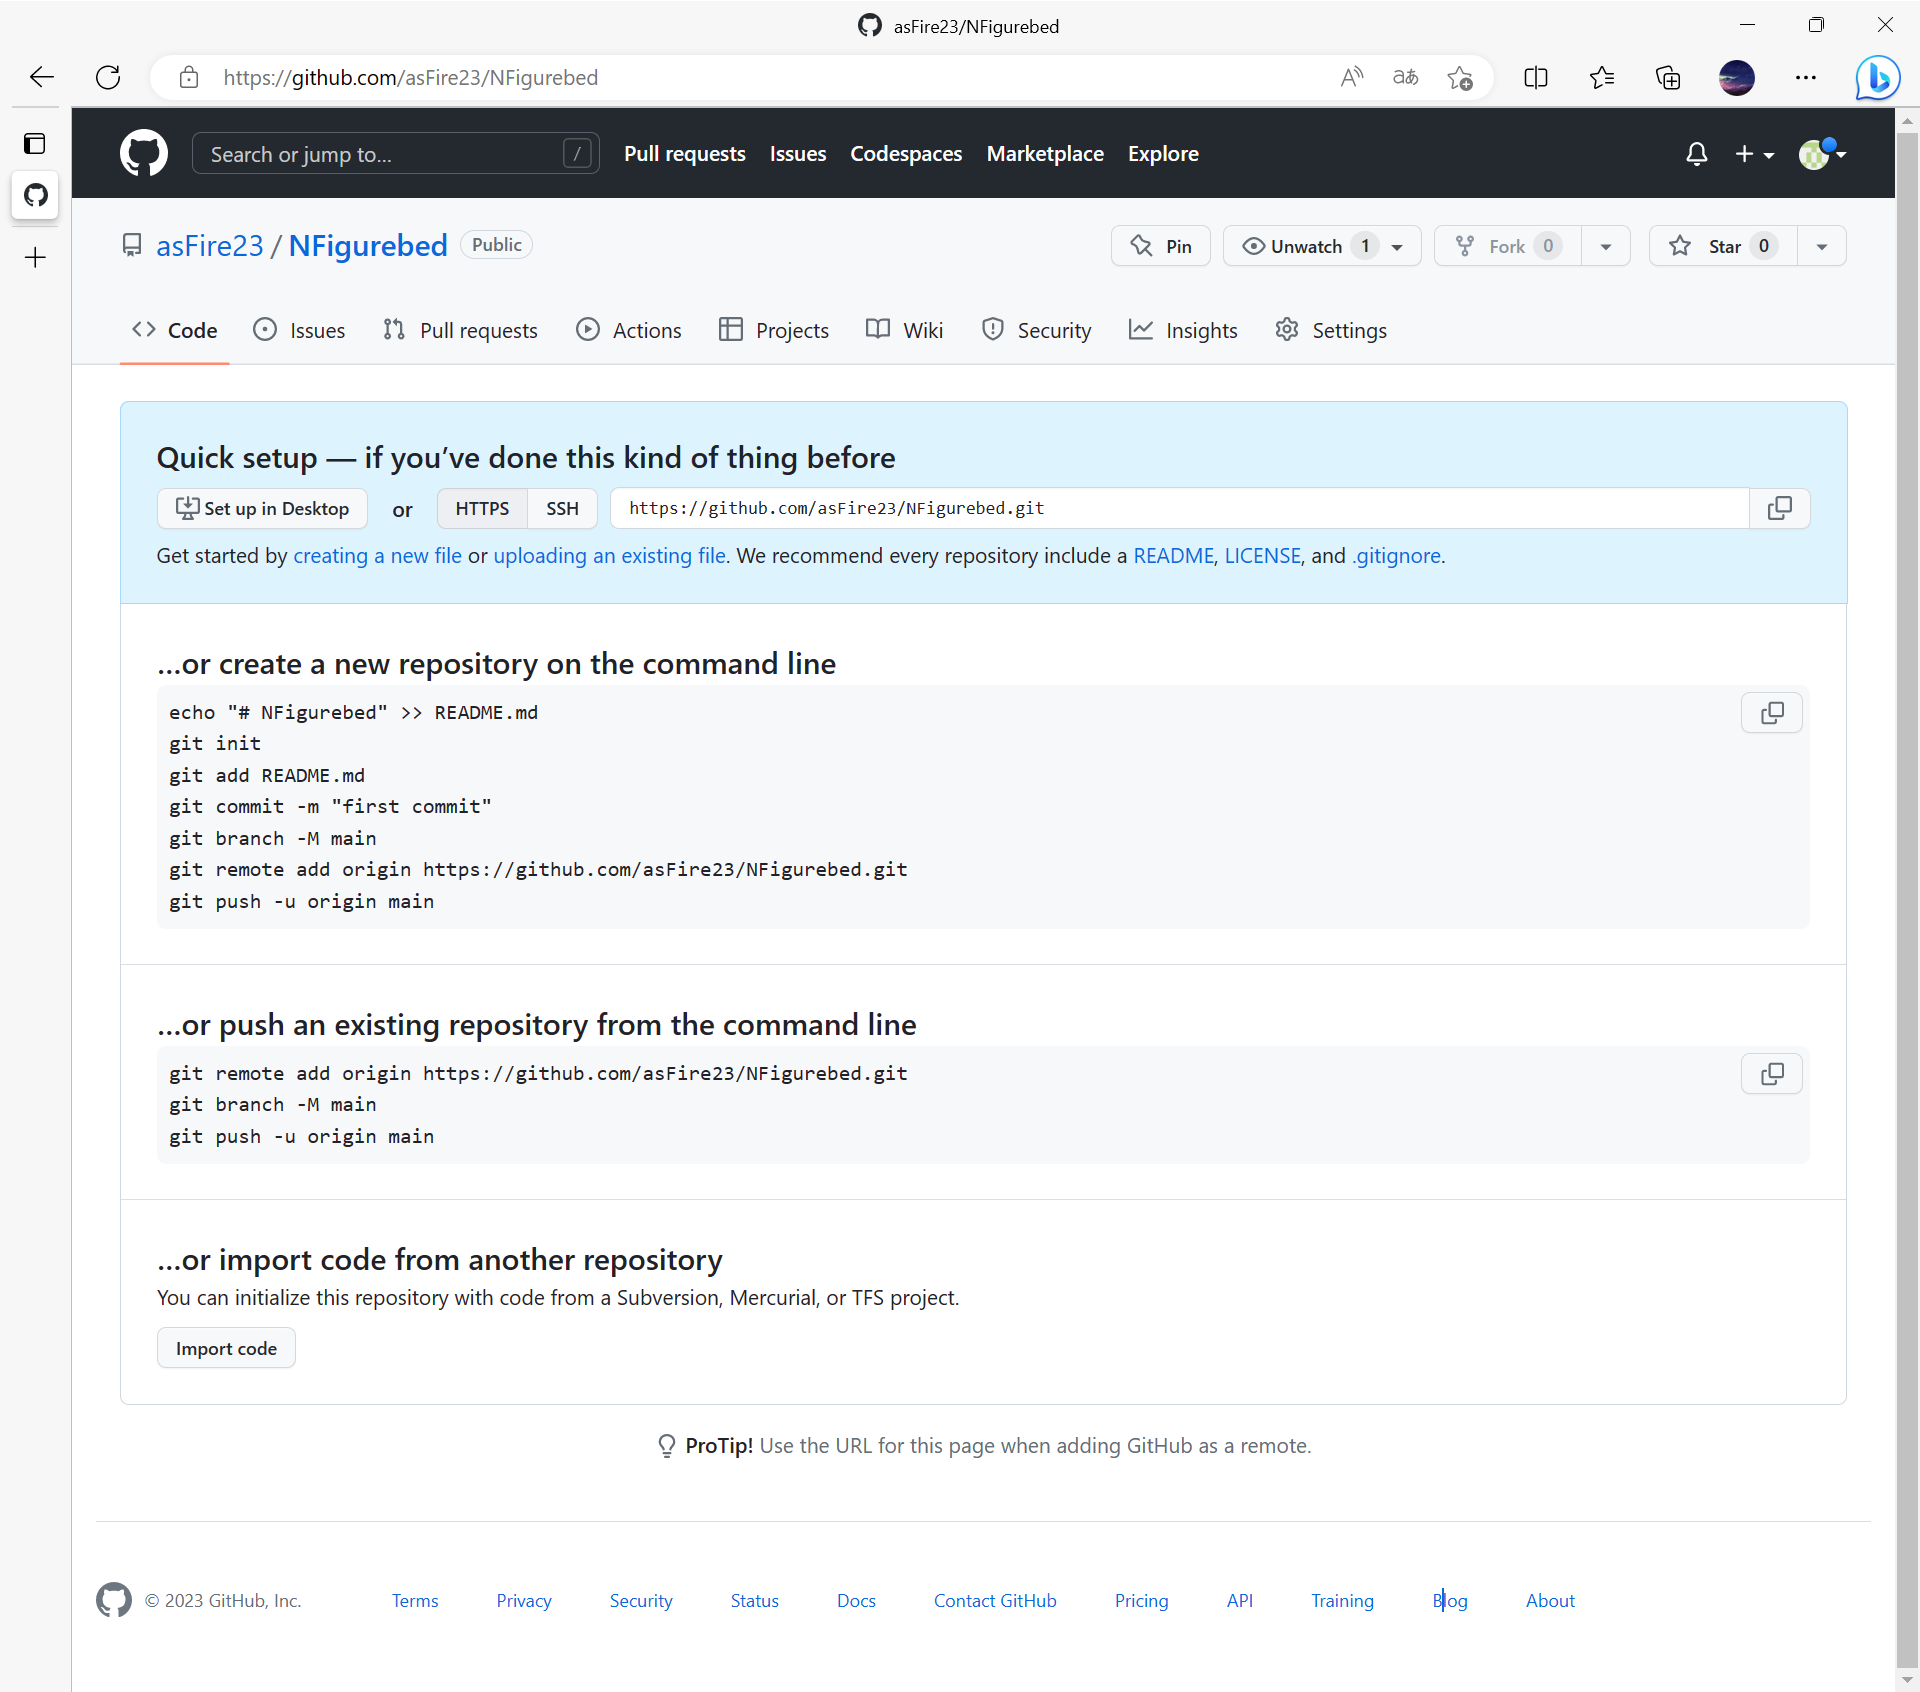 asFire23/NFigurebed
https://github.com/asFire23/NFigurebed
Search or jump to... / Pull requests Issues Codespaces Marketplace Explore
asFire23 / NFigurebed Public Pin Unwatch 1 Fork 0 Star 0
Code Issues Pull requests Actions Projects Wiki Security Insights Settings
Quick setup — if you’ve done this kind of thing before
Set up in Desktop or HTTPS SSH https://github.com/asFire23/NFigurebed.git
Get started by creating a new file or uploading an existing file. We recommend every repository include a README, LICENSE, and .gitignore.
…or create a new repository on the command line
echo "# NFigurebed" >> README.md
git init
git add README.md
git commit -m "first commit"
git branch -M main
git remote add origin https://github.com/asFire23/NFigurebed.git
git push -u origin main
…or push an existing repository from the command line
git remote add origin https://github.com/asFire23/NFigurebed.git
git branch -M main
git push -u origin main
…or import code from another repository
You can initialize this repository with code from a Subversion, Mercurial, or TFS project.
Import code
ProTip! Use the URL for this page when adding GitHub as a remote.
© 2023 GitHub, Inc. Terms Privacy Security Status Docs Contact GitHub Pricing API Training Blog About